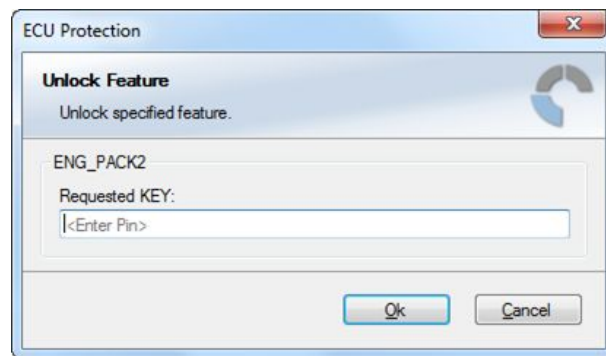 ECU Protection
Unlock Feature
Unlock specified feature.
ENG_PACK2
Requested KEY:
<Enter Pin>
Ok
Cancel